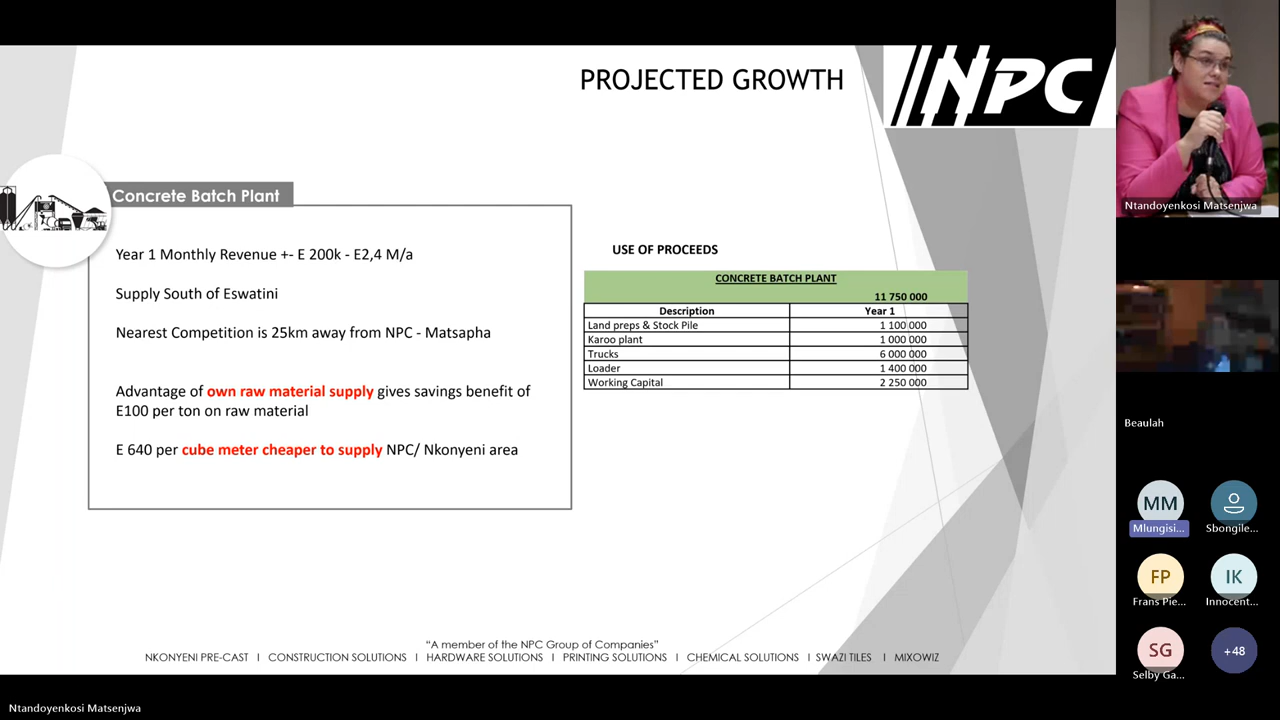 PROJECTED GROWTH
NPC
Concrete Batch Plant
Year 1 Monthly Revenue +- E 200k - E2,4 M/a
Supply South of Eswatini
Nearest Competition is 25km away from NPC - Matsapha
Advantage of own raw material supply gives savings benefit of
E100 per ton on raw material
E 640 per cube meter cheaper to supply NPC/ Nkonyeni area
USE OF PROCEEDS
CONCRETE BATCH PLANT
11 750 000
Description Year 1
Land preps & Stock Pile 1 100 000
Karoo plant 1 000 000
Trucks 6 000 000
Loader 1 400 000
Working Capital 2 250 000
“A member of the NPC Group of Companies”
NKONYENI PRE-CAST I CONSTRUCTION SOLUTIONS I HARDWARE SOLUTIONS I PRINTING SOLUTIONS I CHEMICAL SOLUTIONS I SWAZI TILES I MIXOWIZ
Ntandoyenkosi Matsenjwa
Beaulah
MM
Mlungisi...
Sbongile...
FP
Frans Pie...
IK
Innocent...
SG
Selby Ga...
+48
Ntandoyenkosi Matsenjwa